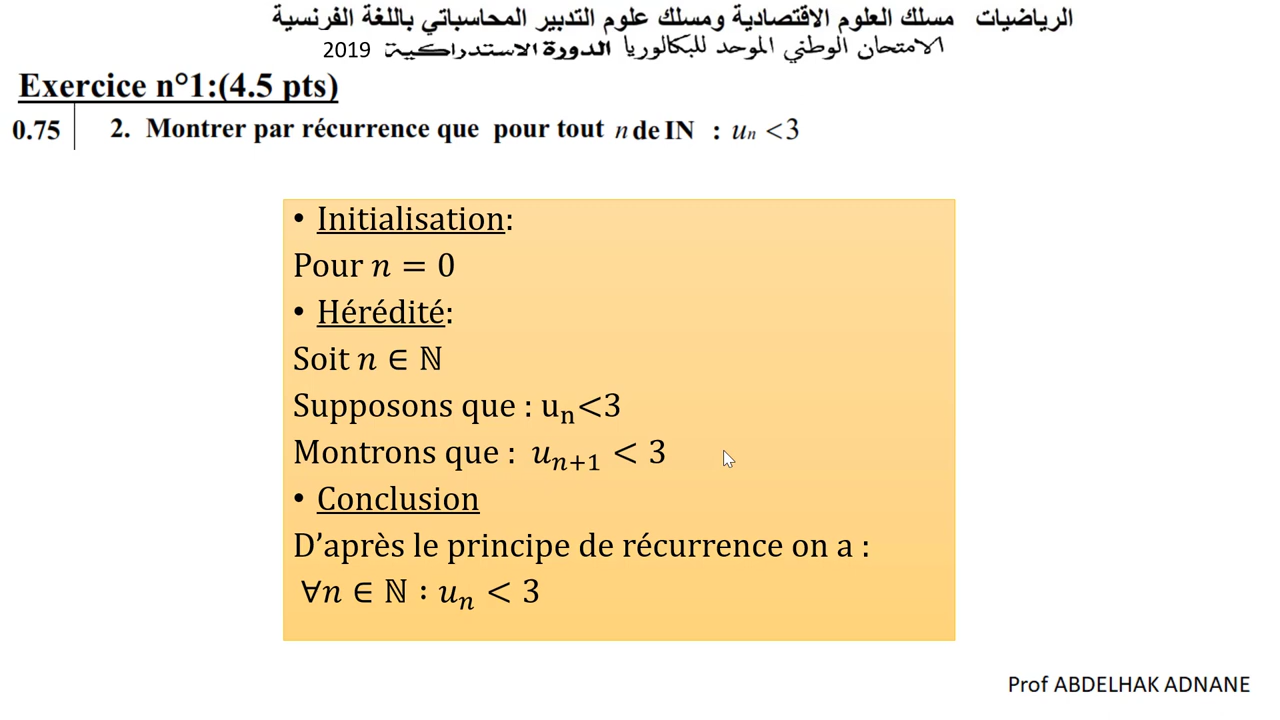 الرياضيات مسلك العلوم الاقتصادية ومسلك علوم التدبير المحاسباتي باللغة الفرنسية
الامتحان الوطني الموحد للبكالوريا الدورة الاستدراكية 2019
Exercice n°1:(4.5 pts)
0.75 2. Montrer par récurrence que pour tout n de IN : uₙ <3
• Initialisation:
Pour n = 0
• Hérédité:
Soit n ∈ ℕ
Supposons que : uₙ<3
Montrons que : uₙ₊₁ < 3
• Conclusion
D’après le principe de récurrence on a :
∀n ∈ ℕ : uₙ < 3
Prof ABDELHAK ADNANE